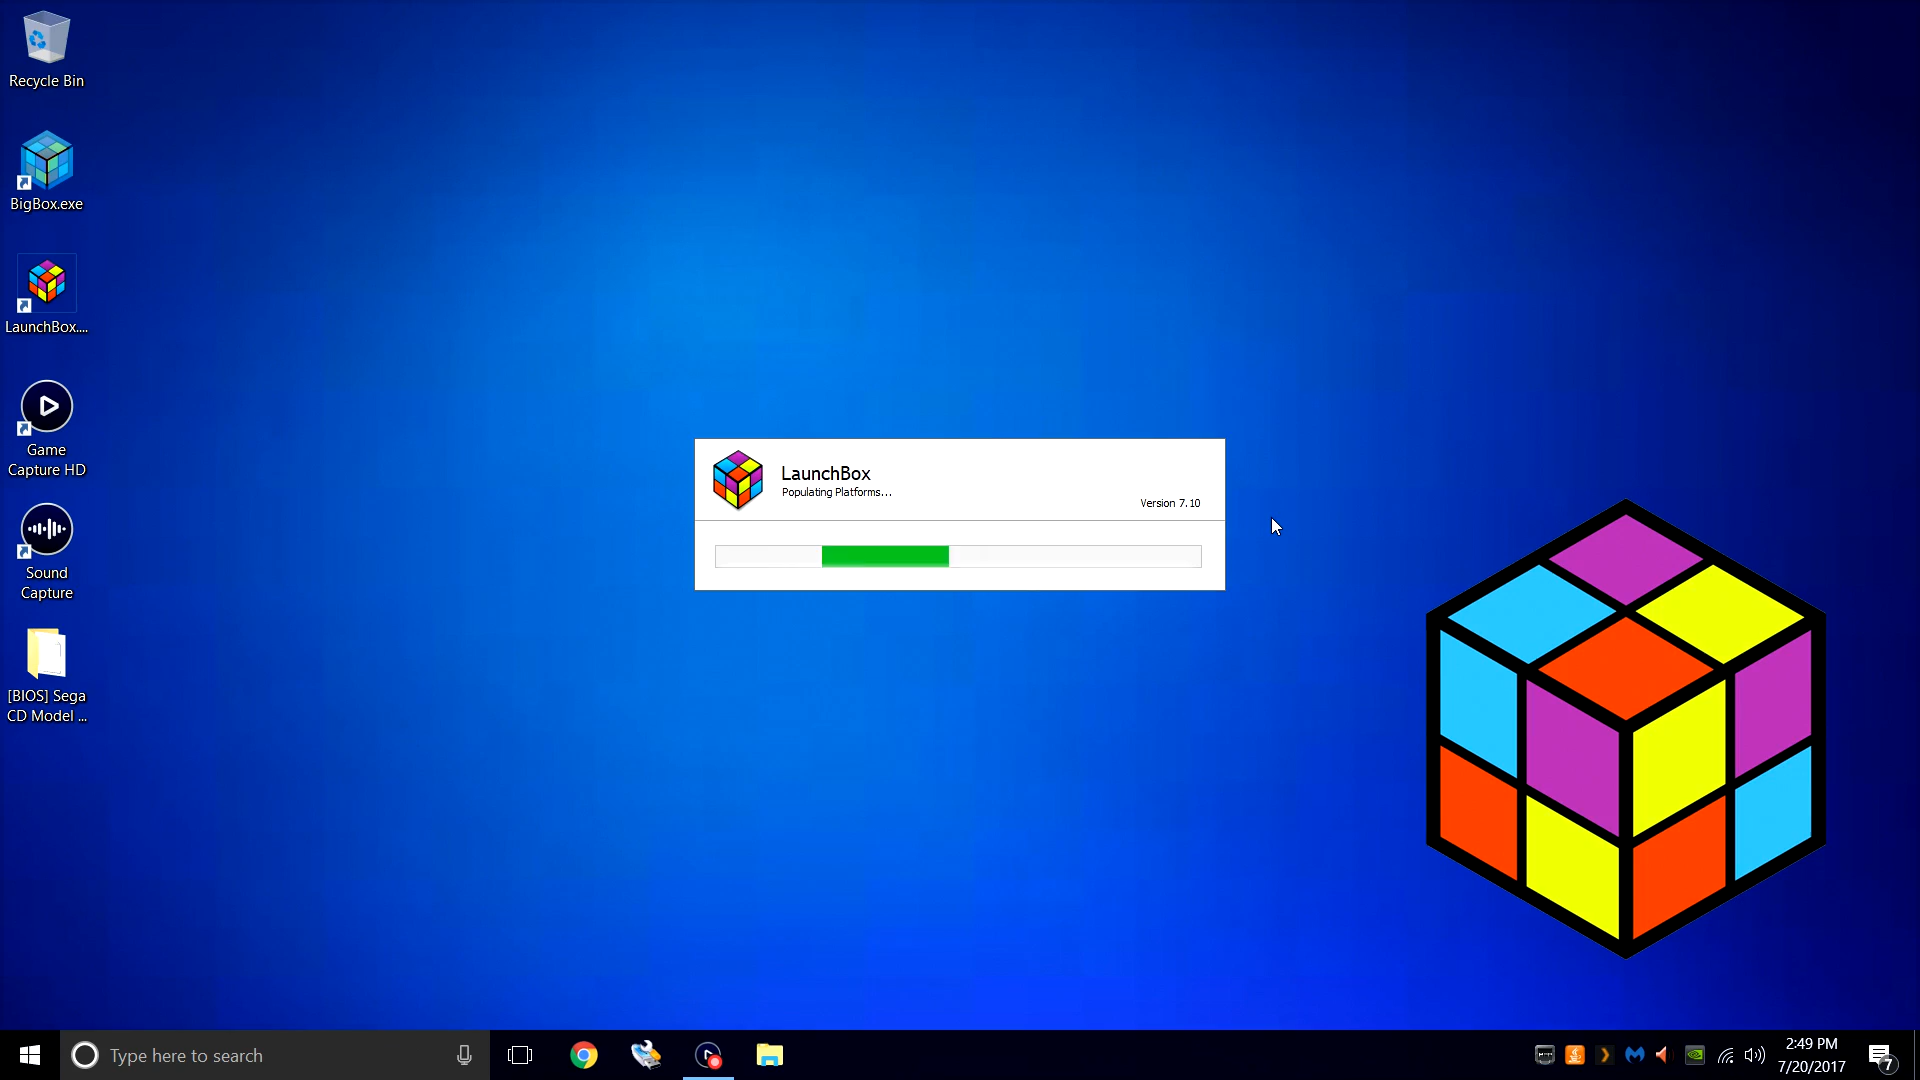 Recycle Bin
BigBox.exe
LaunchBox....
Game
Capture HD
Sound
Capture
[BIOS] Sega
CD Model ...
LaunchBox
Populating Platforms...
Version 7.10
Type here to search
2:49 PM
7/20/2017
7